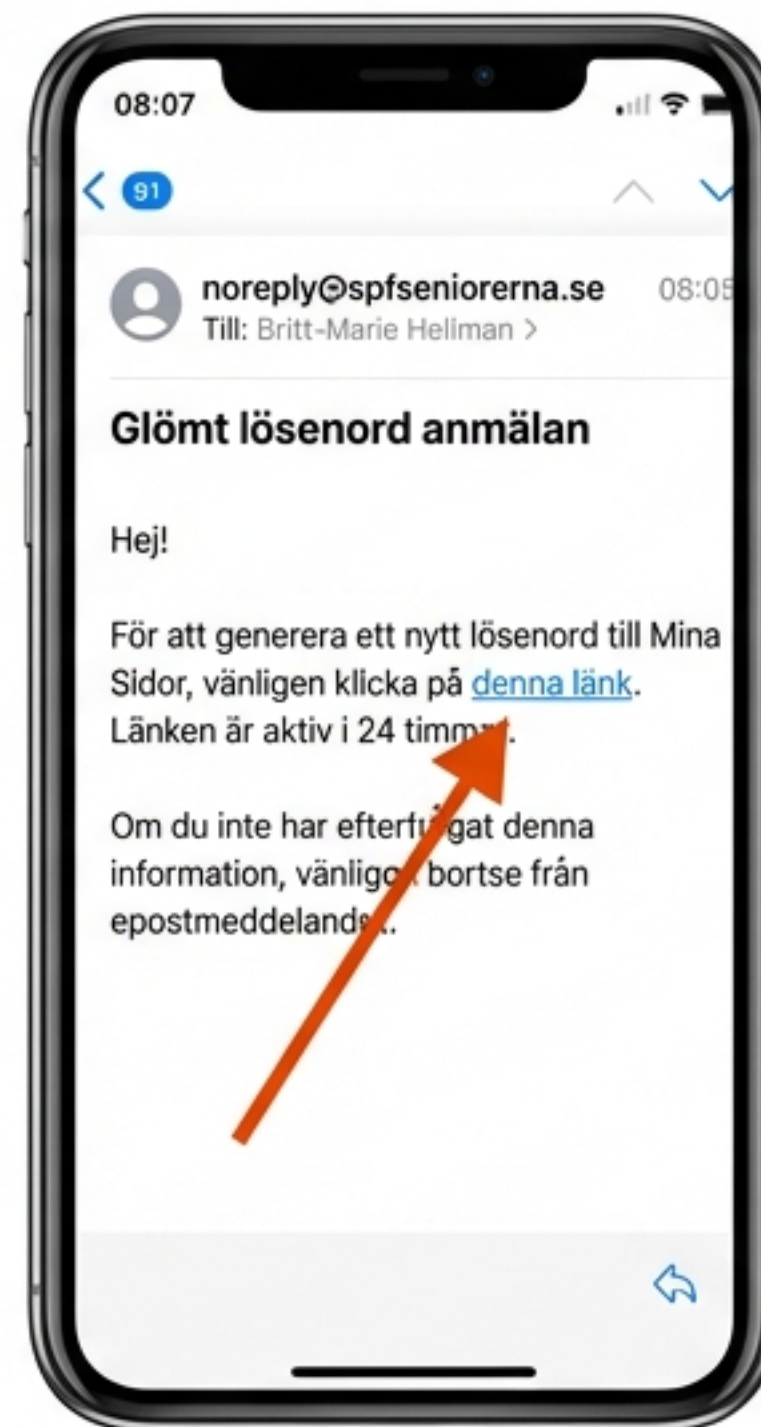 08:07
91
noreply@spfseniorerna.se 08:05
Till: Britt-Marie Hellman >
Glömt lösenord anmälan
Hej!
För att generera ett nytt lösenord till Mina
Sidor, vänligen klicka på denna länk.
Länken är aktiv i 24
Om du inte har denna
information, bortse från